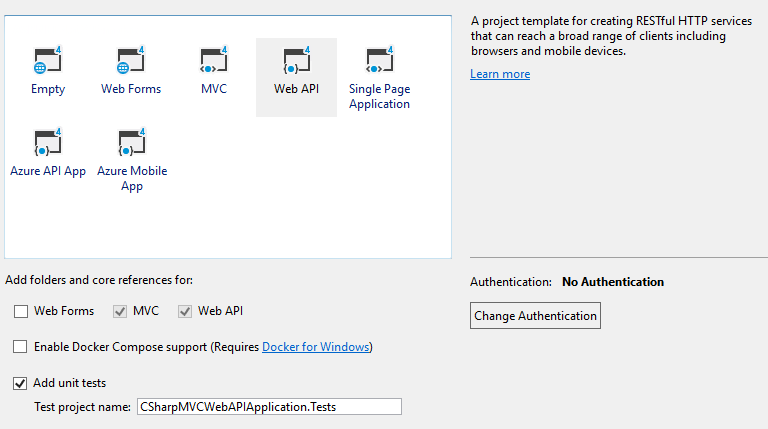 A project template for creating RESTful HTTP services
that can reach a broad range of clients including
browsers and mobile devices.
Learn more
4 4 4 4 4
Empty Web Forms MVC Web API Single Page
Application
4 4
Azure API App Azure Mobile
App
Add folders and core references for:
Web Forms MVC Web API
Enable Docker Compose support (Requires Docker for Windows)
Add unit tests
Test project name: CSharpMVCWebAPIApplication.Tests
Authentication: No Authentication
Change Authentication